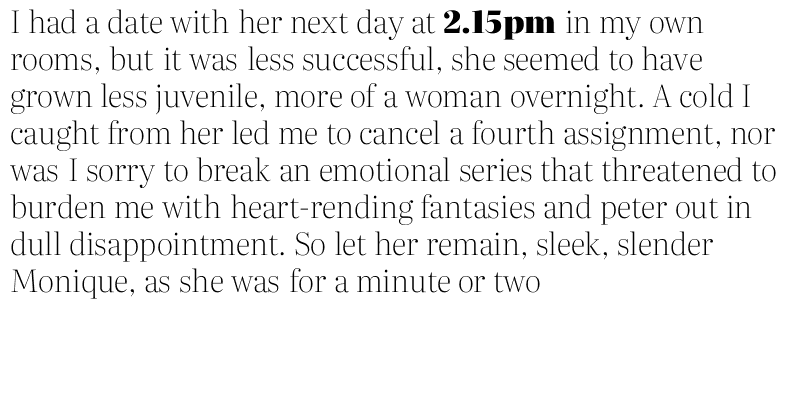 I had a date with her next day at 2.15pm in my own
rooms, but it was less successful, she seemed to have
grown less juvenile, more of a woman overnight. A cold I
caught from her led me to cancel a fourth assignment, nor
was I sorry to break an emotional series that threatened to
burden me with heart-rending fantasies and peter out in
dull disappointment. So let her remain, sleek, slender
Monique, as she was for a minute or two